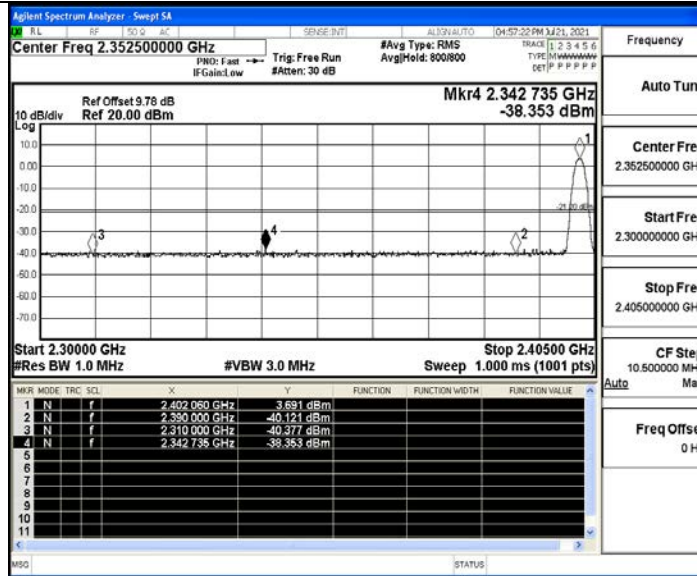 Agilent Spectrum Analyzer - Swept SA
RL RF 50 Ω AC SENSE:INT ALIGN AUTO 04:57:22 PM Jul 21, 2021
Center Freq 2.352500000 GHz
PNO: Fast
IFGain:Low
Trig: Free Run
#Atten: 30 dB
#Avg Type: RMS
Avg|Hold: 800/800
TRACE 1 2 3 4 5 6
TYPE M
DET P P P P P P
Ref Offset 9.78 dB
Ref 20.00 dBm
10 dB/div
Log
Mkr4 2.342 735 GHz
-38.353 dBm
10.0
0.00
-10.0
-20.0
-30.0
-40.0
-50.0
-60.0
-70.0
1
2
3
4
-21.20 dBm
Start 2.30000 GHz
#Res BW 1.0 MHz
#VBW 3.0 MHz
Stop 2.40500 GHz
Sweep 1.000 ms (1001 pts)
MKR MODE TRC SCL X Y FUNCTION FUNCTION WIDTH FUNCTION VALUE
1 N f 2.402 060 GHz 3.691 dBm
2 N f 2.390 000 GHz -40.121 dBm
3 N f 2.310 000 GHz -40.377 dBm
4 N f 2.342 735 GHz -38.353 dBm
5
6
7
8
9
10
11
MSG STATUS
Frequency
Auto Tun
Center Fre
2.352500000 GH
Start Fre
2.300000000 GH
Stop Fre
2.405000000 GH
CF Ste
10.500000 MH
Auto Ma
Freq Offse
0 H